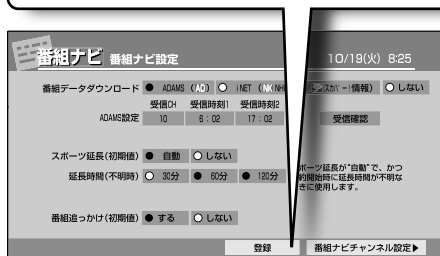 番組ナビ 番組ナビ設定 10/19(火) 8:25
番組データダウンロード ● ADAMS (AD) ○ iNET (NK NH スカパー!情報) ○ しない
受信CH 受信時刻1 受信時刻2
ADAMS設定 10 6:02 17:02 受信確認
スポーツ延長(初期値) ● 自動 ○ しない
延長時間(不明時) ○ 30分 ● 60分 ● 120分
ポーツ延長が"自動"で、かつ
約開始時に延長時間が不明な
きに使用します。
番組追っかけ(初期値) ● する ○ しない
登録 番組ナビチャンネル設定▶